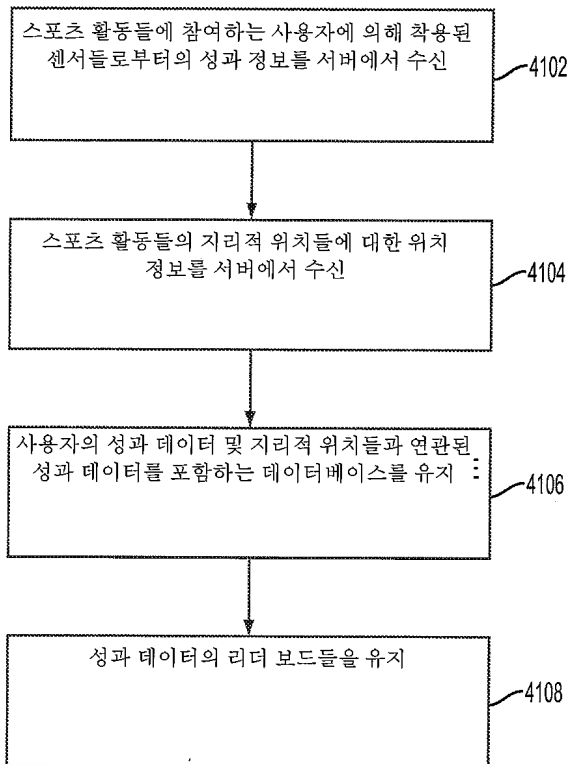 스포츠 활동들에 참여하는 사용자에 의해 착용된
센서들로부터의 성과 정보를 서버에서 수신
4102
스포츠 활동들의 지리적 위치들에 대한 위치
정보를 서버에서 수신
4104
사용자의 성과 데이터 및 지리적 위치들과 연관된
성과 데이터를 포함하는 데이터베이스를 유지
4106
성과 데이터의 리더 보드들을 유지
4108